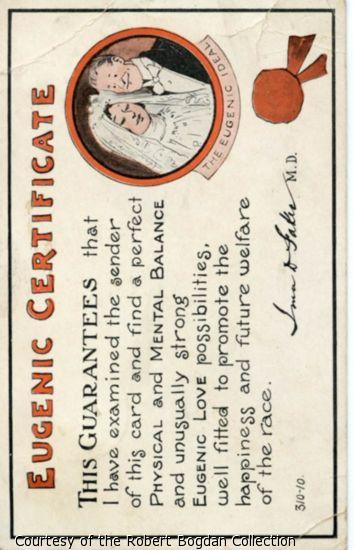 EUGENIC CERTIFICATE
THE EUGENIC IDEAL
THIS GUARANTEES that
I have examined the sender
of this card and find a perfect
PHYSICAL and MENTAL BALANCE
and unusually strong
EUGENIC LOVE possibilities,
well fitted to promote the
happiness and future welfare
of the race.
M.D.
310-10.
Courtesy of the Robert Bogdan Collection